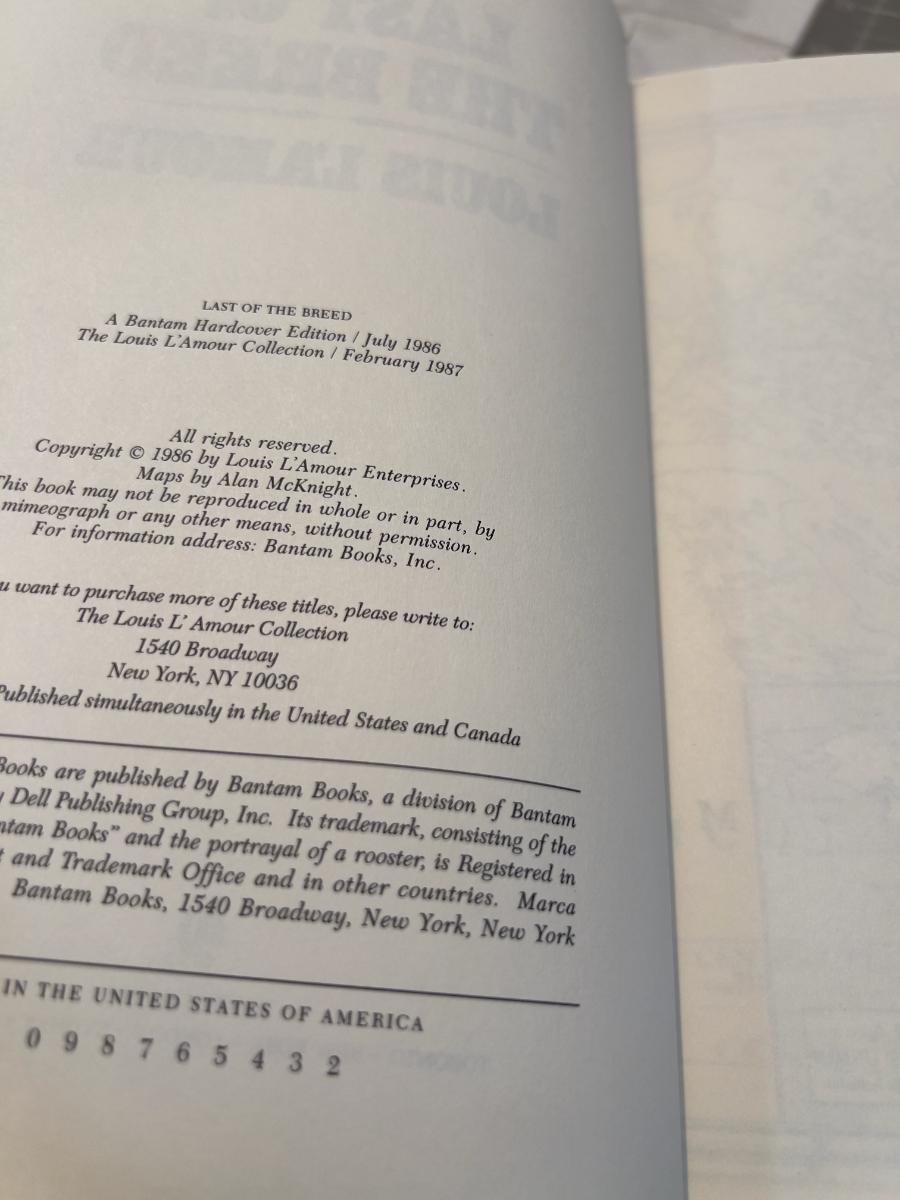 LAST OF THE BREED
A Bantam Hardcover Edition / July 1986
The Louis L'Amour Collection / February 1987
All rights reserved.
Copyright © 1986 by Louis L'Amour Enterprises.
Maps by Alan McKnight.
This book may not be reproduced in whole or in part, by
mimeograph or any other means, without permission.
For information address: Bantam Books, Inc.
u want to purchase more of these titles, please write to:
The Louis L' Amour Collection
1540 Broadway
New York, NY 10036
Published simultaneously in the United States and Canada
Books are published by Bantam Books, a division of Bantam
y Dell Publishing Group, Inc. Its trademark, consisting of the
ntam Books" and the portrayal of a rooster, is Registered in
t and Trademark Office and in other countries. Marca
Bantam Books, 1540 Broadway, New York, New York
IN THE UNITED STATES OF AMERICA
0 9 8 7 6 5 4 3 2